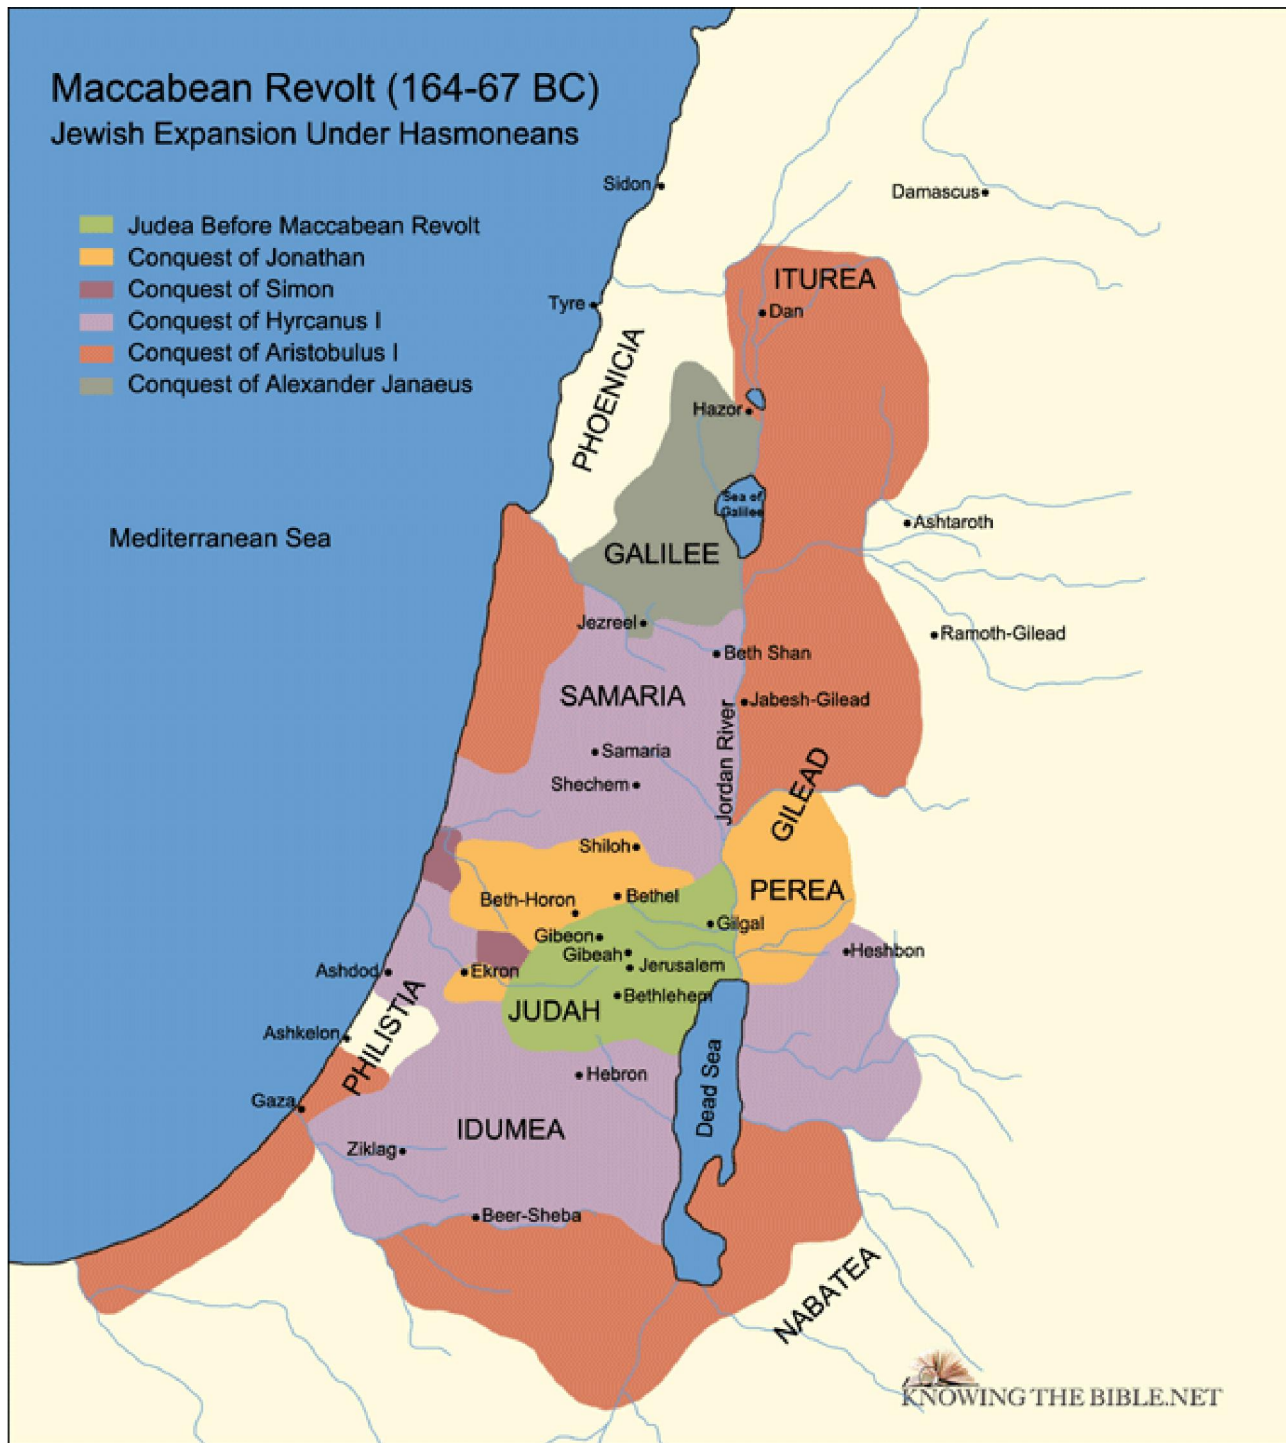 Maccabean Revolt (164-67 BC)
Jewish Expansion Under Hasmoneans
Judea Before Maccabean Revolt
Conquest of Jonathan
Conquest of Simon
Conquest of Hyrcanus I
Conquest of Aristobulus I
Conquest of Alexander Janaeus
Sidon
Damascus
ITUREA
Tyre
Dan
PHOENICIA
Hazor
Sea of
Galilee
Ashtaroth
Mediterranean Sea
GALILEE
Jezreel
Ramoth-Gilead
Beth Shan
SAMARIA
Jabesh-Gilead
Jordan River
Samaria
Shechem
GILEAD
Shiloh
PEREA
Bethel
Beth-Horon
Gilgal
Gibeon
Gibeah
Heshbon
Jerusalem
Ashdod
Ekron
Bethlehem
JUDAH
Ashkelon
PHILISTIA
Hebron
Dead Sea
Gaza
IDUMEA
Ziklag
Beer-Sheba
NABATEA
KNOWING THE BIBLE.NET